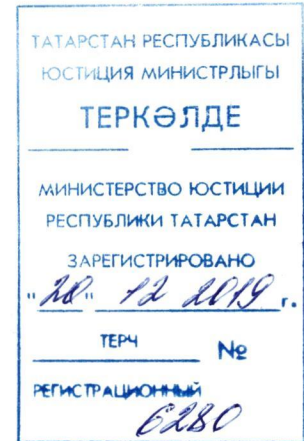 ТАТАРСТАН РЕСПУБЛИКАСЫ
ЮСТИЦИЯ МИНИСТРЛЫГЫ
ТЕРКӘЛДЕ
МИНИСТЕРСТВО ЮСТИЦИИ
РЕСПУБЛИКИ ТАТАРСТАН
ЗАРЕГИСТРИРОВАНО
"20" 12 2019 г.
ТЕРЧ №
РЕГИСТРАЦИОННЫЙ
6280